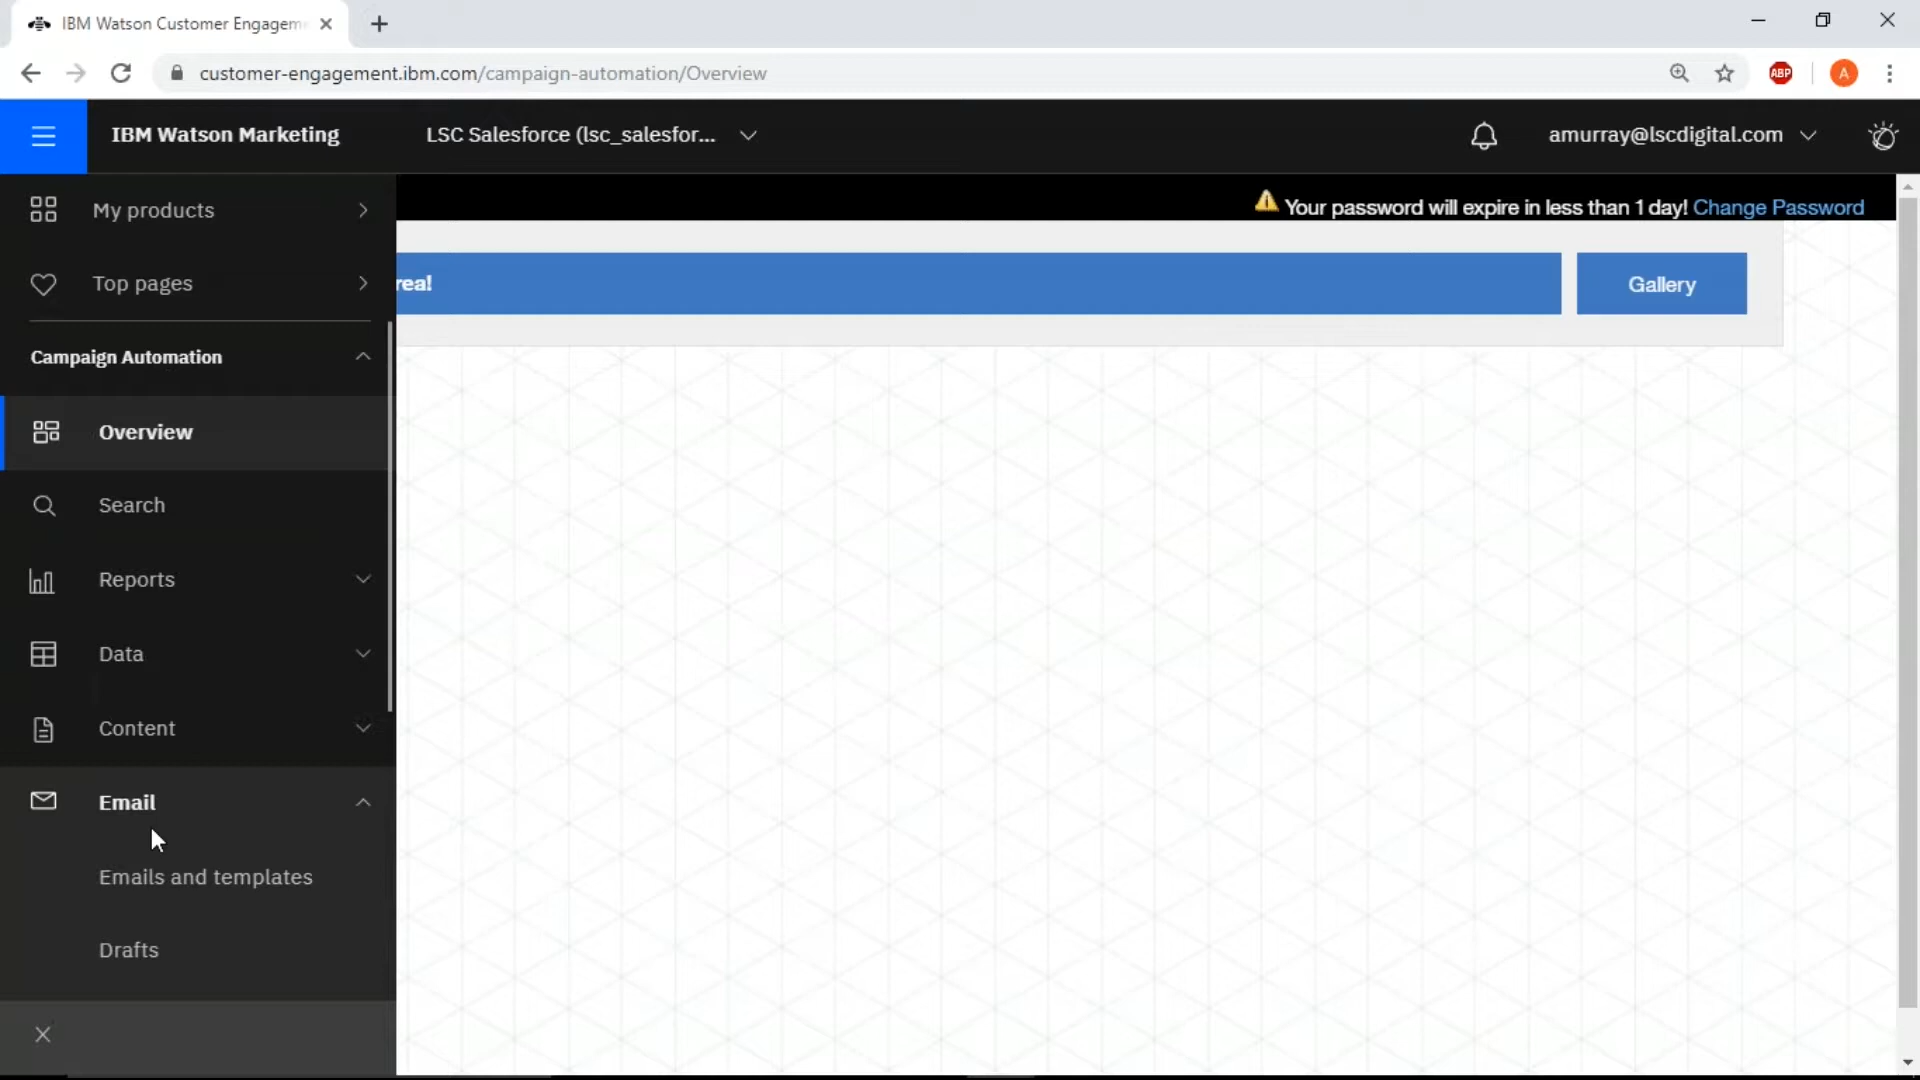 IBM Watson Customer Engagem
customer-engagement.ibm.com/campaign-automation/Overview
ABP
A
IBM Watson Marketing
LSC Salesforce (lsc_salesfor...
amurray@lscdigital.com
My products
Your password will expire in less than 1 day! Change Password
Top pages
rea!
Gallery
Campaign Automation
Overview
Search
Reports
Data
Content
Email
Emails and templates
Drafts